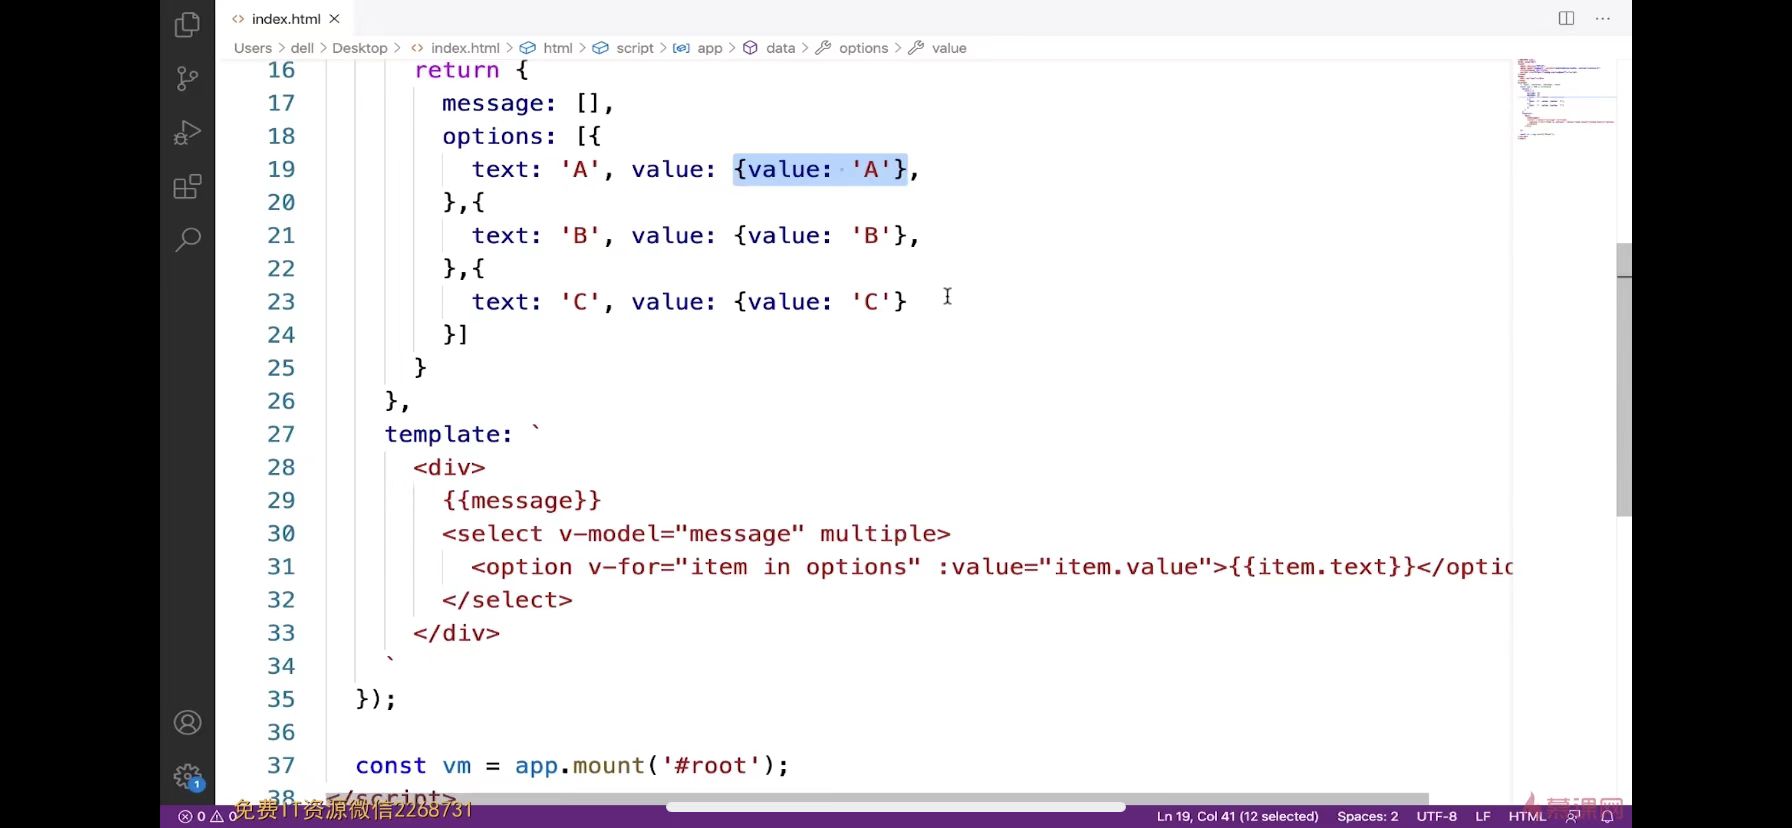 index.html
Users > dell > Desktop > index.html > html > script > app > data > options > value
16 return {
17 message: [],
18 options: [{
19 text: 'A', value: {value: 'A'},
20 },{
21 text: 'B', value: {value: 'B'},
22 },{
23 text: 'C', value: {value: 'C'}
24 }]
25 }
26 },
27 template: `
28 <div>
29 {{message}}
30 <select v-model="message" multiple>
31 <option v-for="item in options" :value="item.value">{{item.text}}</optio
32 </select>
33 </div>
34 `
35 });
36
37 const vm = app.mount('#root');
38 </script>
1
0 0 免费IT资源微信2268731
Ln 19, Col 41 (12 selected) Spaces: 2 UTF-8 LF HTML
慕课网